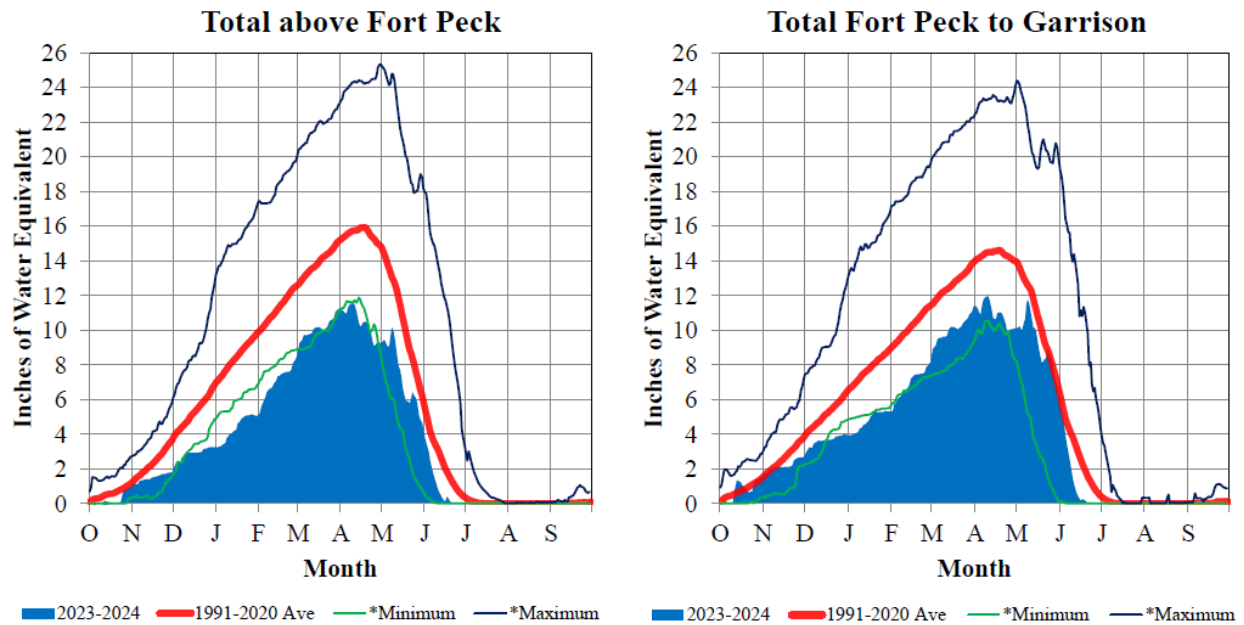 Total above Fort Peck
Inches of Water Equivalent
26
24
22
20
18
16
14
12
10
8
6
4
2
0
O N D J F M A M J J A S
Month
2023-2024 1991-2020 Ave *Minimum *Maximum
Total Fort Peck to Garrison
Inches of Water Equivalent
26
24
22
20
18
16
14
12
10
8
6
4
2
0
O N D J F M A M J J A S
Month
2023-2024 1991-2020 Ave *Minimum *Maximum